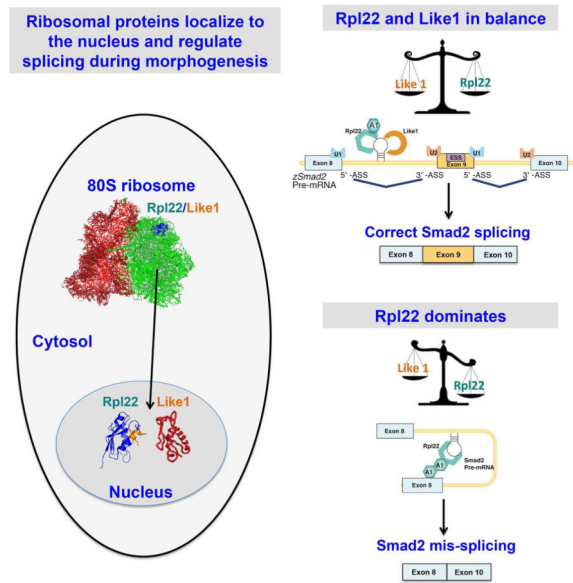 Ribosomal proteins localize to
the nucleus and regulate
splicing during morphogenesis
80S ribosome
Rpl22/Like1
Cytosol
Rpl22 Like1
Nucleus
Rpl22 and Like1 in balance
Like 1 Rpl22
A1
Rpl22 Like1
U1 U2 ESS U1 U2
Exon 8 Exon 9 Exon 10
zSmad2 5' -ASS 3' -ASS 5' -ASS 3' -ASS
Pre-mRNA
Correct Smad2 splicing
Exon 8 Exon 9 Exon 10
Rpl22 dominates
Like 1 Rpl22
Exon 8
Rpl22
Smad2
Pre-mRNA
A1 A1
Exon 9
Smad2 mis-splicing
Exon 8 Exon 10